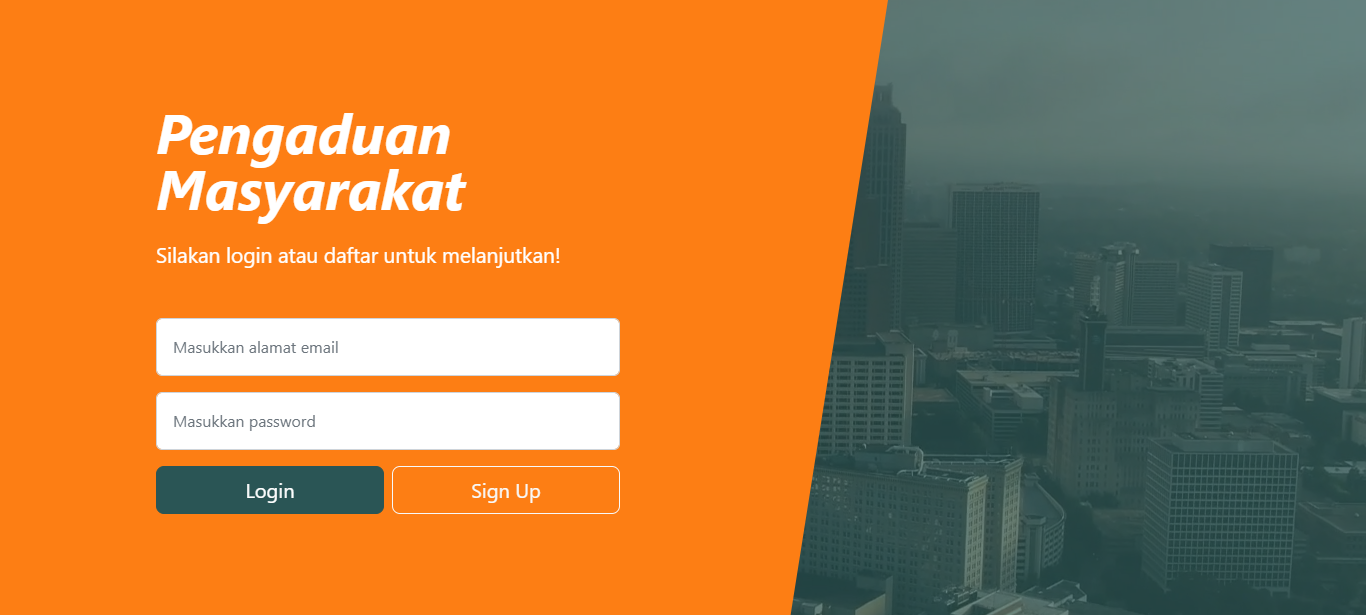 Pengaduan
Masyarakat
Silakan login atau daftar untuk melanjutkan!
Masukkan alamat email
Masukkan password
Login
Sign Up